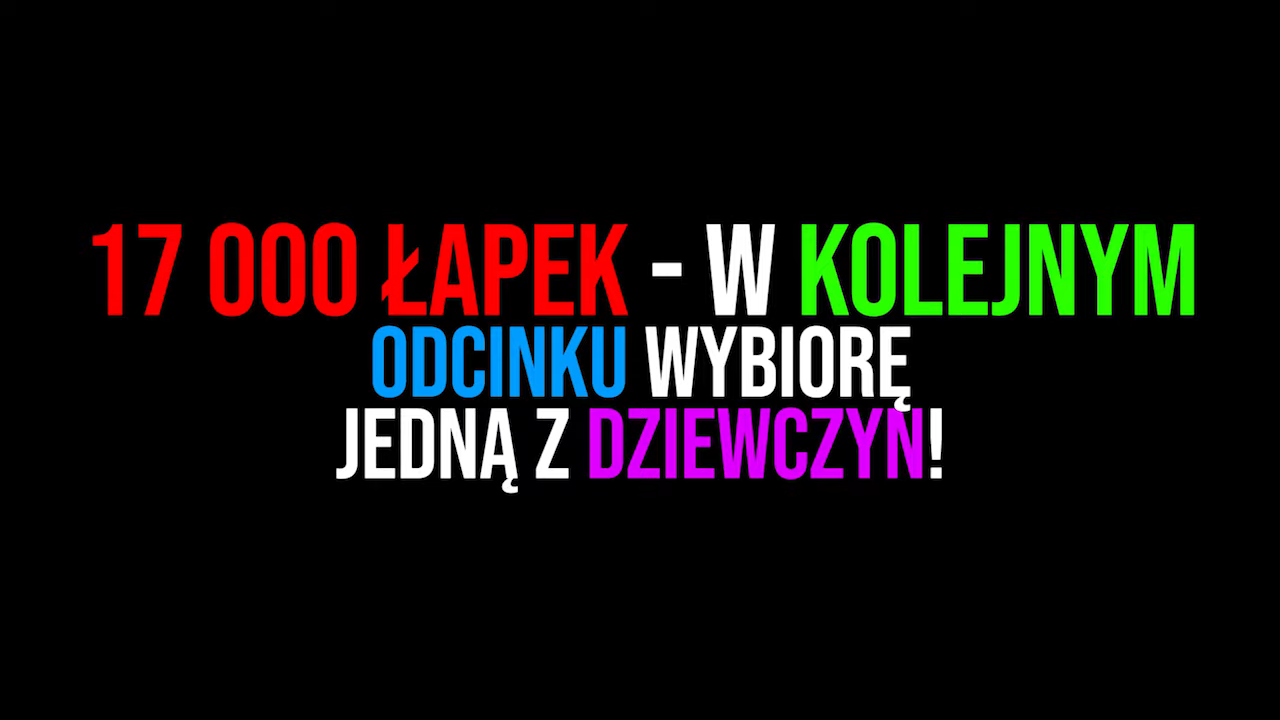 17 000 ŁAPEK - W KOLEJNYM
ODCINKU WYBIORĘ
JEDNĄ Z DZIEWCZYN!